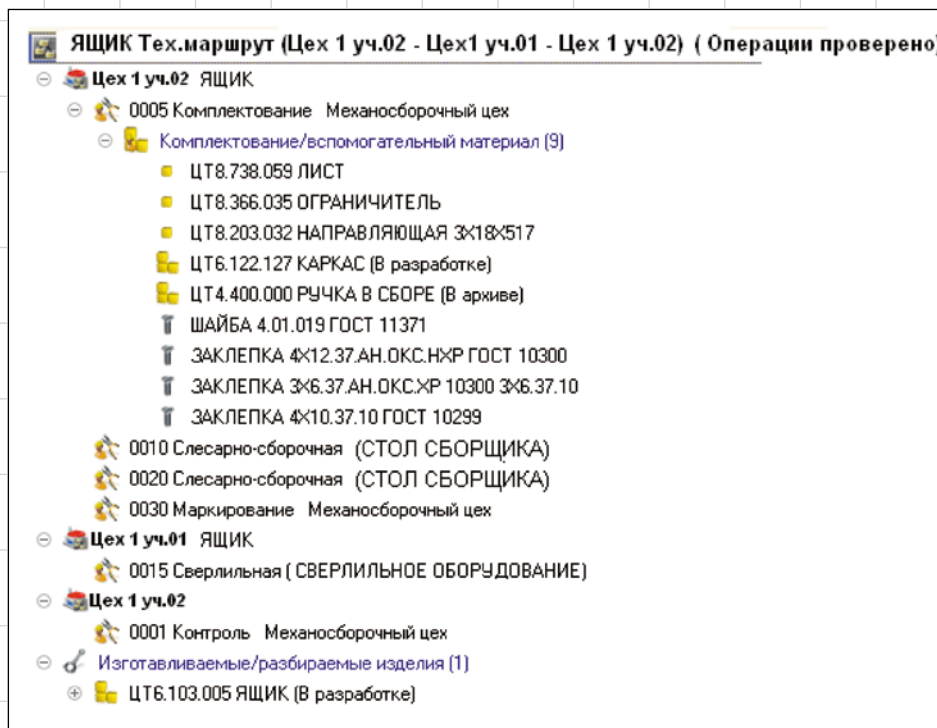 ЯЩИК Тех.маршрут (Цех 1 уч.02 - Цех1 уч.01 - Цех 1 уч.02) ( Операции проверено)
Цех 1 уч.02 ЯЩИК
0005 Комплектование Механосборочный цех
Комплектование/вспомогательный материал (9)
ЦТ8.738.059 ЛИСТ
ЦТ8.366.035 ОГРАНИЧИТЕЛЬ
ЦТ8.203.032 НАПРАВЛЯЮЩАЯ 3Х18Х517
ЦТ6.122.127 КАРКАС (В разработке)
ЦТ4.400.000 РУЧКА В СБОРЕ (В архиве)
ШАЙБА 4.01.019 ГОСТ 11371
ЗАКЛЕПКА 4Х12.37.АН.ОКС.НХР ГОСТ 10300
ЗАКЛЕПКА 3Х6.37.АН.ОКС.ХР 10300 3Х6.37.10
ЗАКЛЕПКА 4Х10.37.10 ГОСТ 10299
0010 Слесарно-сборочная (СТОЛ СБОРЩИКА)
0020 Слесарно-сборочная (СТОЛ СБОРЩИКА)
0030 Маркирование Механосборочный цех
Цех 1 уч.01 ЯЩИК
0015 Сверлильная ( СВЕРЛИЛЬНОЕ ОБОРУДОВАНИЕ)
Цех 1 уч.02
0001 Контроль Механосборочный цех
Изготавливаемые/разбираемые изделия (1)
ЦТ6.103.005 ЯЩИК (В разработке)